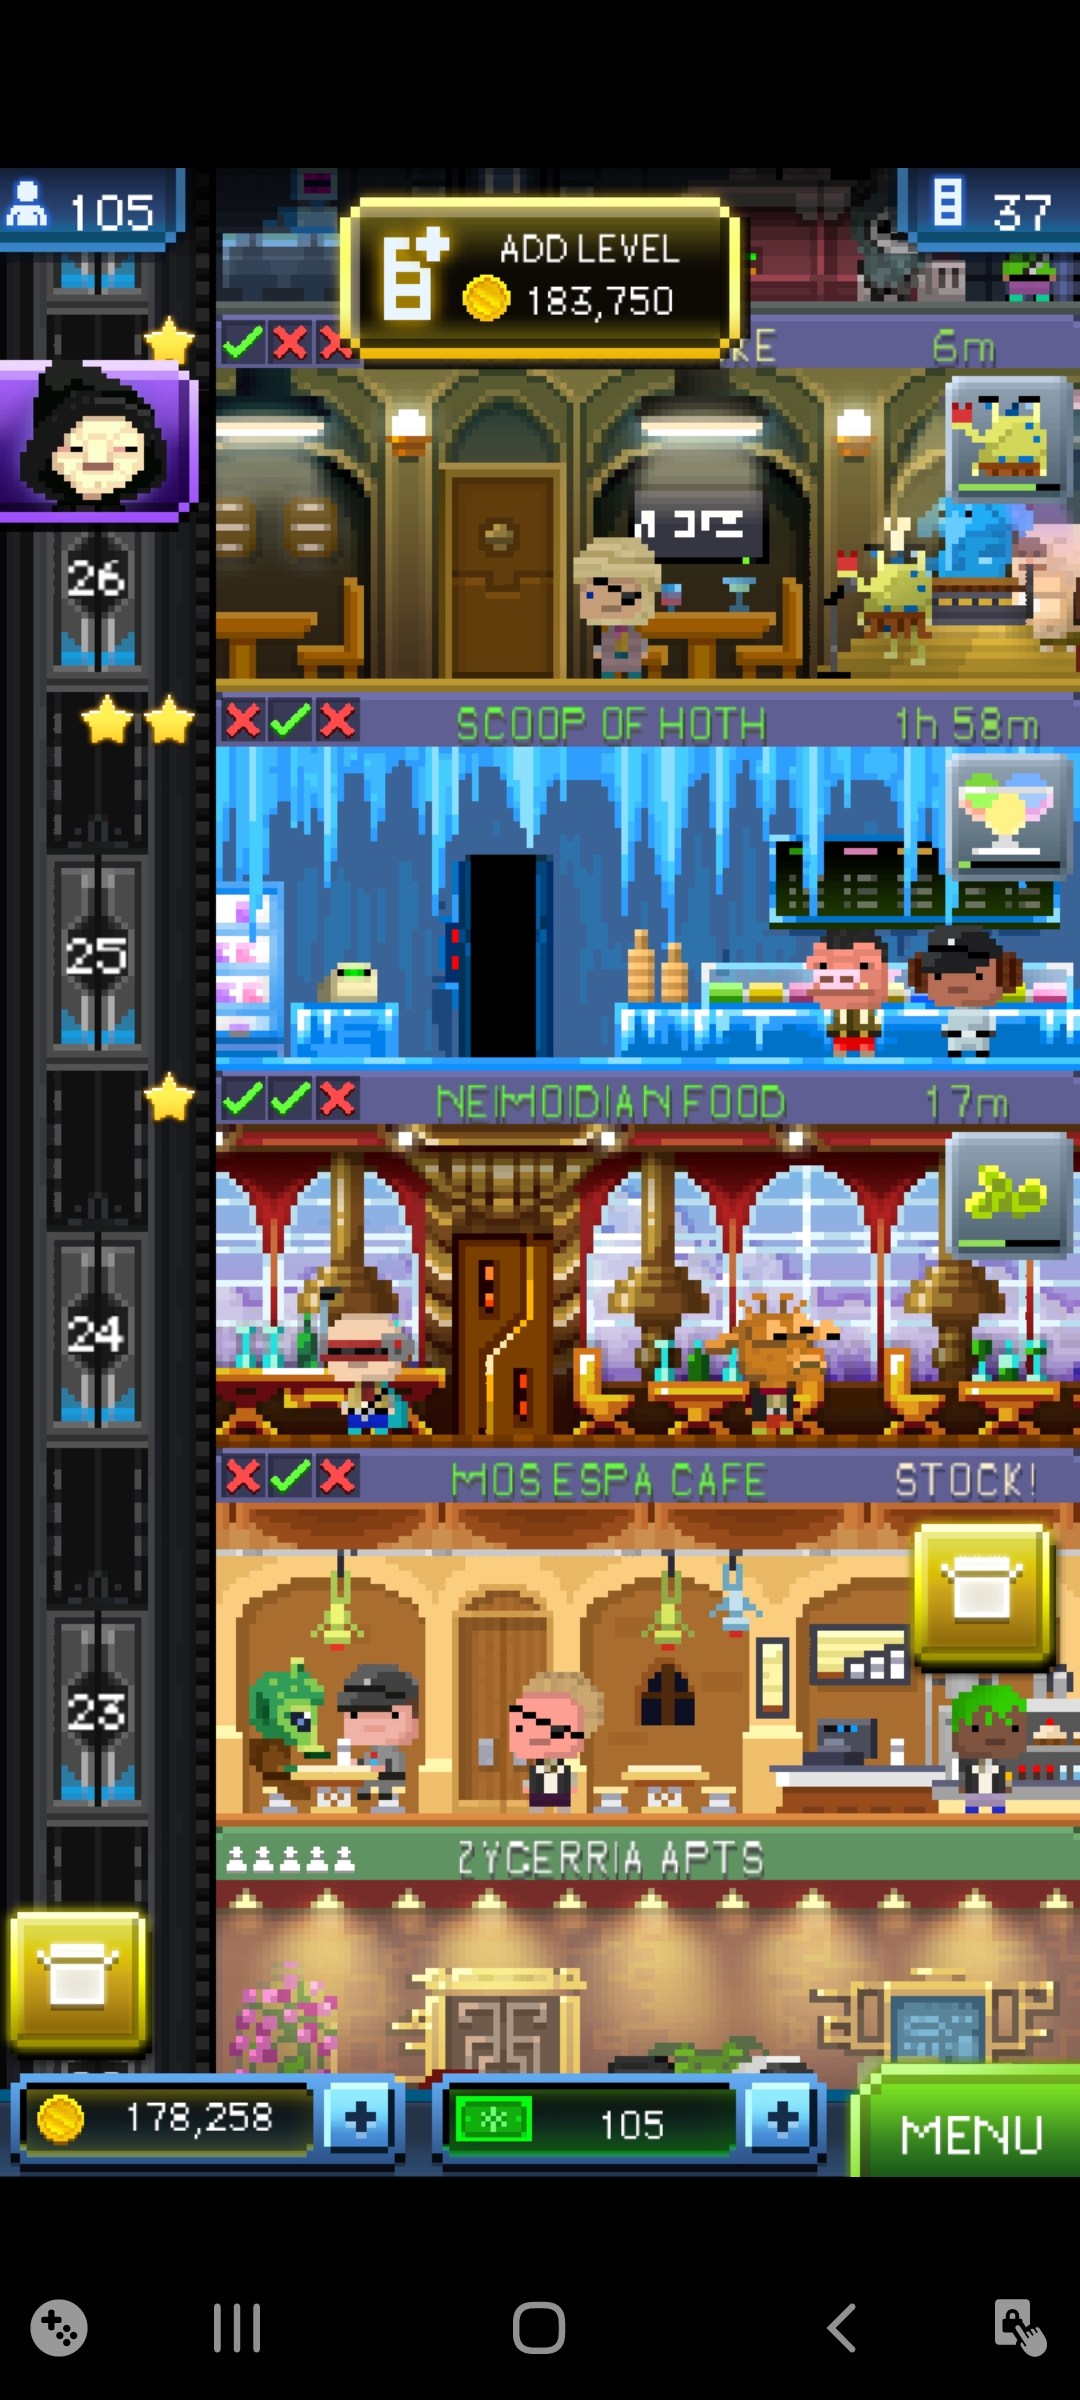 105
ADD LEVEL
183,750
37
6m
26
SCOOP OF HOTH
1h 58m
25
NEIMOIDIAN FOOD
17m
24
MOS ESPA CAFE
STOCK!
23
ZYGERRIA APTS
178,258
105
MENU